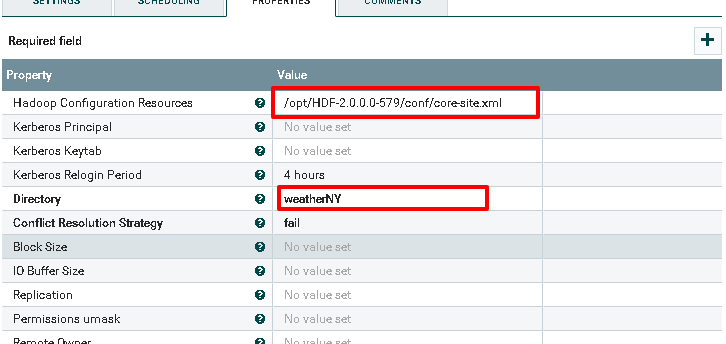 SETTINGS SCHEDULING PROPERTIES COMMENTS
Required field
Property Value
Hadoop Configuration Resources /opt/HDF-2.0.0.0-579/conf/core-site.xml
Kerberos Principal No value set
Kerberos Keytab No value set
Kerberos Relogin Period 4 hours
Directory weatherNY
Conflict Resolution Strategy fail
Block Size No value set
IO Buffer Size No value set
Replication No value set
Permissions umask No value set
Remote Owner No value set